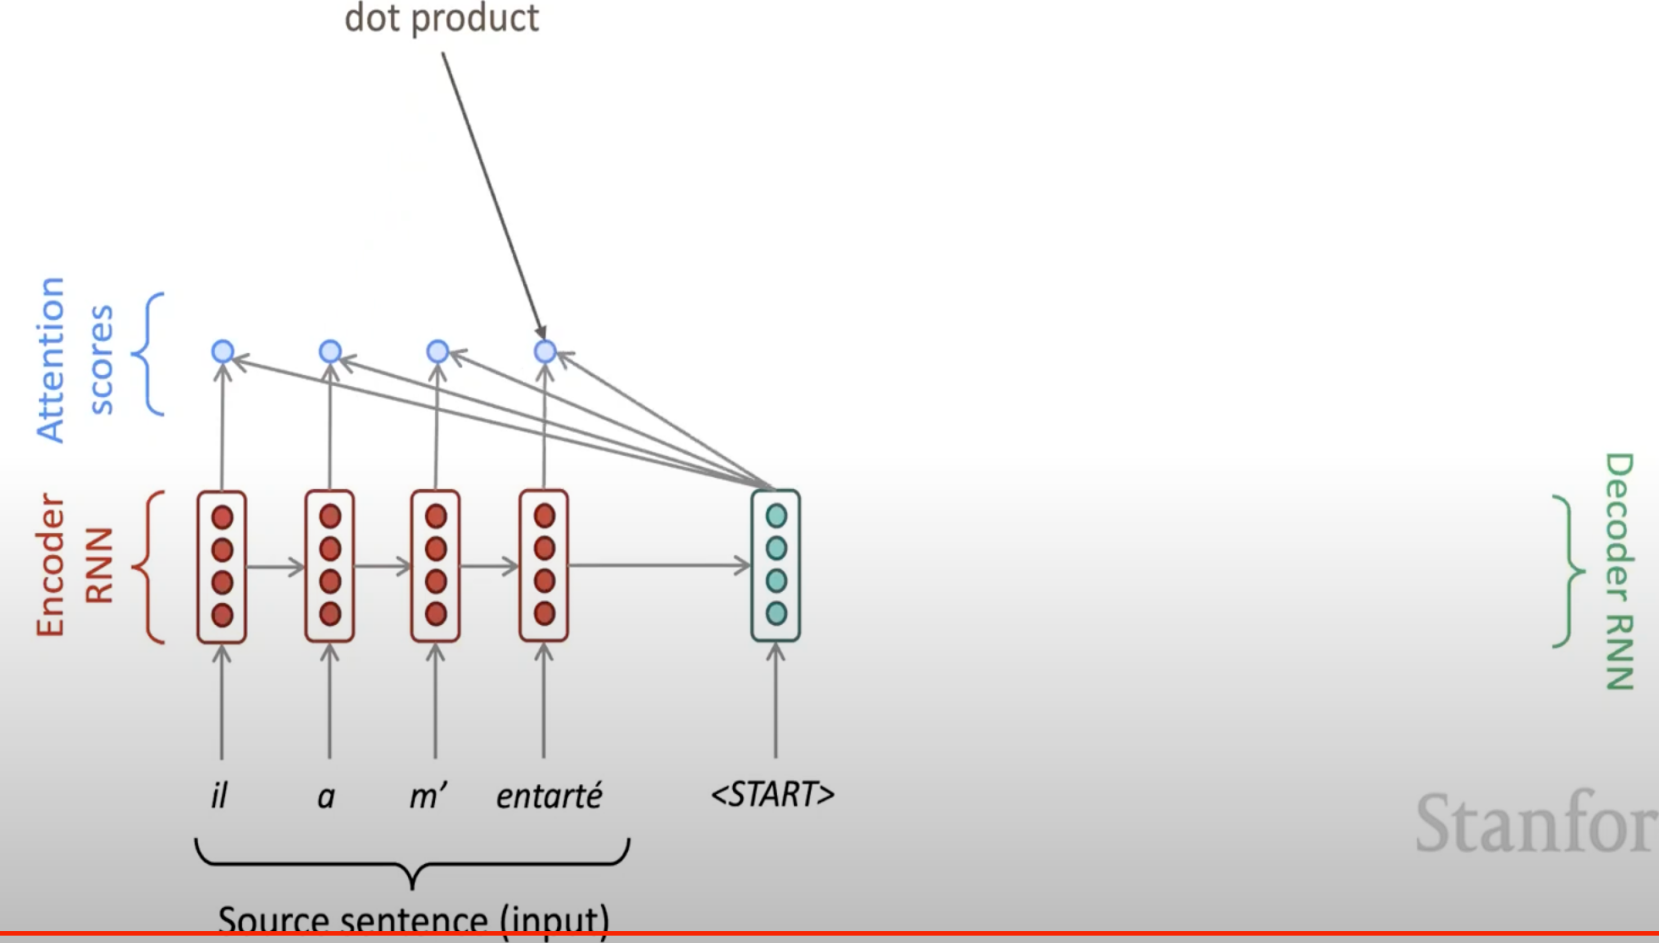 dot product
Attention
scores
Encoder
RNN
Decoder RNN
il a m’ entarté <START>
Source sentence (input)
Stanfor